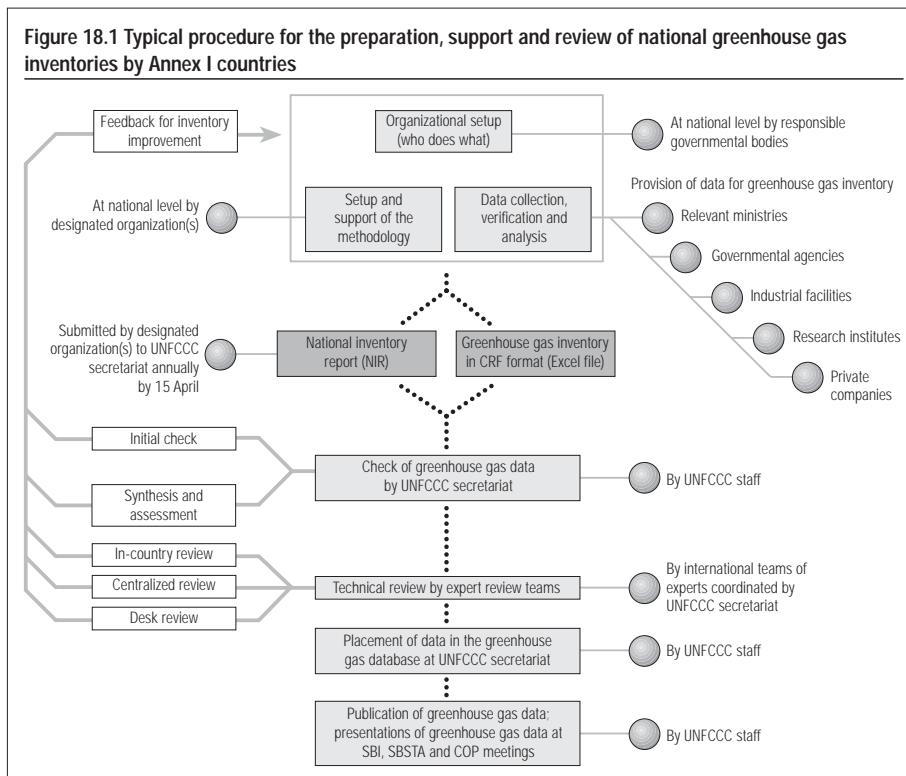 Figure 18.1 Typical procedure for the preparation, support and review of national greenhouse gas
inventories by Annex I countries
Feedback for inventory
improvement
Organizational setup
(who does what)
At national level by responsible
governmental bodies
Provision of data for greenhouse gas inventory
At national level by
designated organization(s)
Setup and
support of the
methodology
Data collection,
verification and
analysis
Relevant ministries
Governmental agencies
Industrial facilities
Research institutes
Private
companies
Submitted by designated
organization(s) to UNFCCC
secretariat annually
by 15 April
National inventory
report (NIR)
Greenhouse gas inventory
in CRF format (Excel file)
Initial check
Synthesis and
assessment
Check of greenhouse gas data
by UNFCCC secretariat
By UNFCCC staff
In-country review
Centralized review
Desk review
Technical review by expert review teams
By international teams of
experts coordinated by
UNFCCC secretariat
Placement of data in the greenhouse
gas database at UNFCCC secretariat
By UNFCCC staff
Publication of greenhouse gas data;
presentations of greenhouse gas data at
SBI, SBSTA and COP meetings
By UNFCCC staff